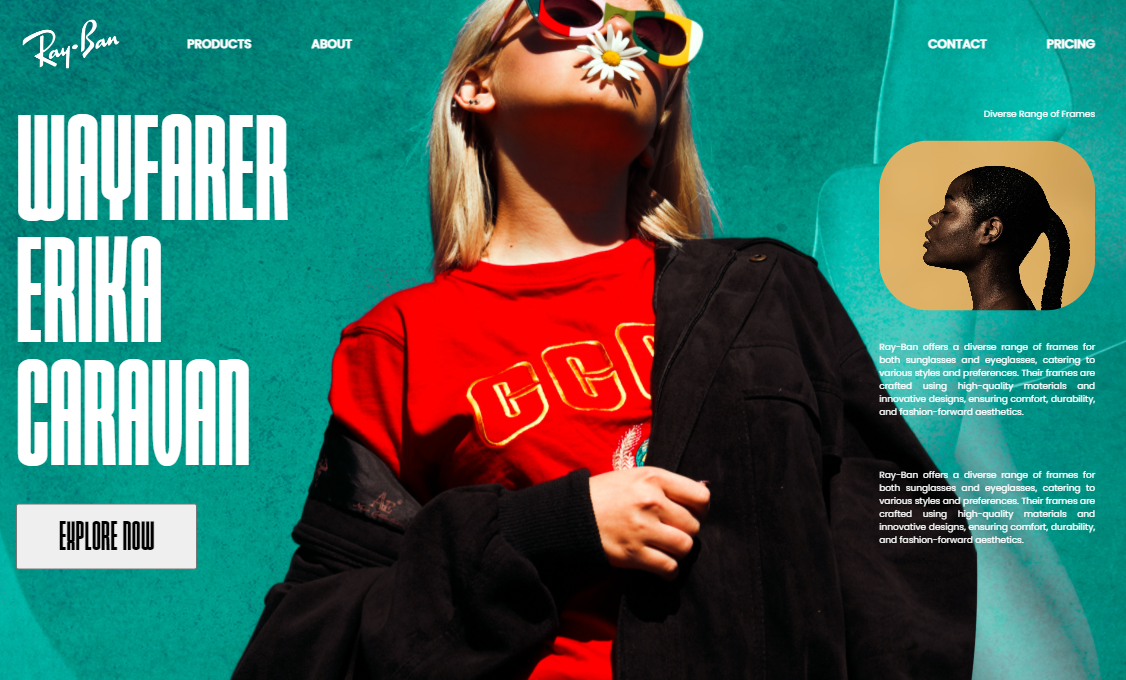 Ray-Ban
PRODUCTS
ABOUT
CONTACT
PRICING
WAYFARER
ERIKA
CARAVAN
EXPLORE NOW
CCC
Diverse Range of Frames
Ray-Ban offers a diverse range of frames for
both sunglasses and eyeglasses, catering to
various styles and preferences. Their frames are
crafted using high-quality materials and
innovative designs, ensuring comfort, durability,
and fashion-forward aesthetics.
Ray-Ban offers a diverse range of frames for
both sunglasses and eyeglasses, catering to
various styles and preferences. Their frames are
crafted using high-quality materials and
innovative designs, ensuring comfort, durability,
and fashion-forward aesthetics.